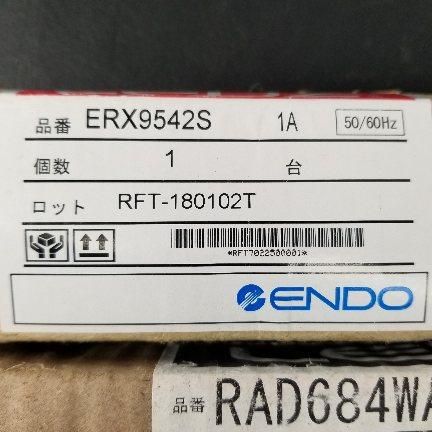 品番 ERX9542S 1A 50/60Hz
個数 1 台
ロット RFT-180102T
*RFT7022500001*
ENDO
品番 RAD684WA